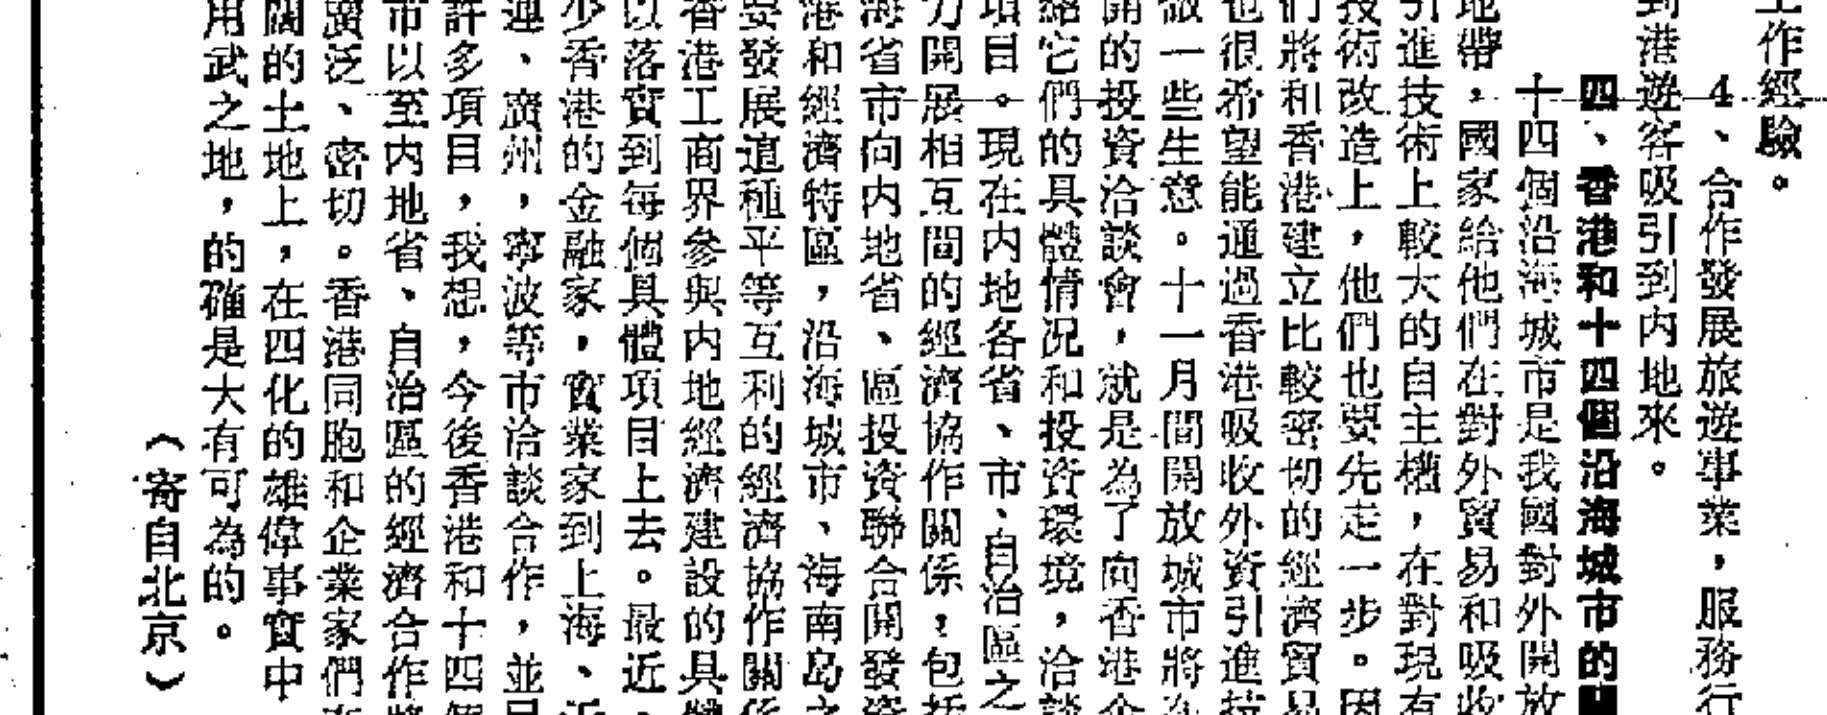 工作經驗。
4、合作發展旅遊事業，服務行
到港遊客吸引到內地來。
四、香港和十四個沿海城市的
十四個沿海城市是我國對外開放
地帶，國家給他們在對外貿易和吸收
引進技術上較大的自主權，在對現有
技術改造上，他們也要先走一步。因
們將和香港建立比較密切的經濟貿易
也很希望能通過香港吸收外資引進技
做一些生意。十一月間開放城市將在
開的投資洽談會，就是為了向香港企
紹它們的具體情況和投資環境，洽談
項目。現在內地各省、市、自治區之
力開展相互間的經濟協作關係，包括
海省市向內地省、區投資聯合開發資
港和經濟特區，沿海城市、海南島之
要發展這種平等互利的經濟協作關係
香港工商界參與內地經濟建設的具體
以落實到每個具體項目上去。最近，
少香港的金融家，實業家到上海、近
連、廣州，寧波等市洽談合作，並
許多項目，我想，今後香港和十四個
市以至內地省、自治區的經濟合作將
廣泛、密切。香港同胞和企業家們在
闊的土地上，在四化的雄偉事實中
用武之地，的確是大有可為的。
（寄自北京）